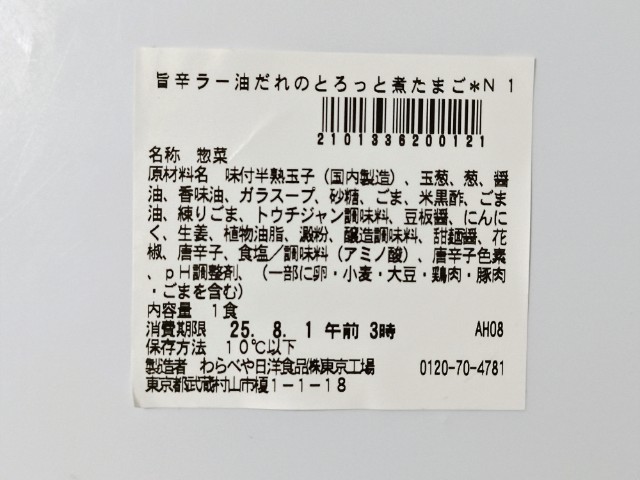 旨辛ラー油だれのとろっと煮たまご*N 1
2101336200121
名称 惣菜
原材料名 味付半熟玉子(国内製造)、玉葱、葱、醤
油、香味油、ガラスープ、砂糖、ごま、米黒酢、ごま
油、練りごま、トウチジャン調味料、豆板醤、にんに
く、生姜、植物油脂、澱粉、醸造調味料、甜麺醤、花
椒、唐辛子、食塩/調味料(アミノ酸)、唐辛子色素
、pH調整剤、(一部に卵・小麦・大豆・鶏肉・豚肉
・ごまを含む)
内容量 1食
消費期限 25. 8. 1 午前 3時 AH08
保存方法 10℃以下
製造者 わらべや日洋食品(株)東京工場 0120-70-4781
東京都武蔵村山市榎1-1-18